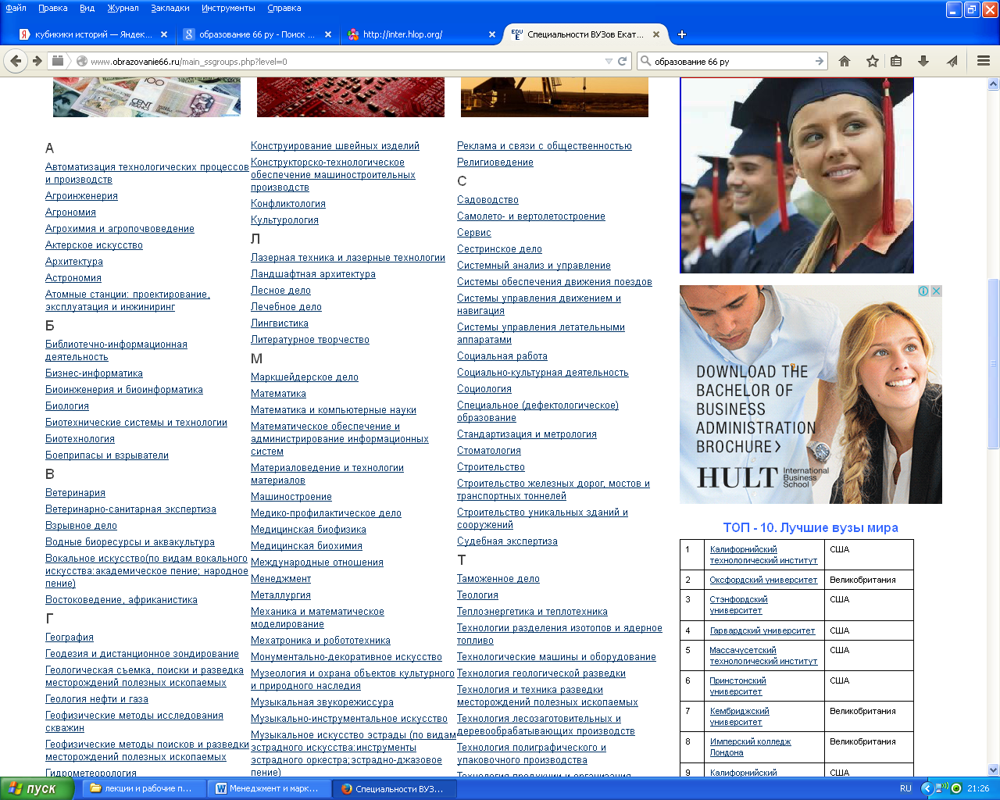 Файл Правка Вид Журнал Закладки Инструменты Справка
кубикики историй — Яндек...
образование 66 ру - Поиск ...
http://inter.hlop.org/
Специальности ВУЗов Екат...
www.obrazovanie66.ru/main_ssgroups.php?level=0
образование 66 ру
А
Автоматизация технологических процессов
и производств
Агроинженерия
Агрономия
Агрохимия и агропочвоведение
Актерское искусство
Архитектура
Астрономия
Атомные станции: проектирование,
эксплуатация и инжиниринг
Б
Библиотечно-информационная
деятельность
Бизнес-информатика
Биоинженерия и биоинформатика
Биология
Биотехнические системы и технологии
Биотехнология
Боеприпасы и взрыватели
В
Ветеринария
Ветеринарно-санитарная экспертиза
Взрывное дело
Водные биоресурсы и аквакультура
Вокальное искусство(по видам вокального
искусства:академическое пение; народное
пение)
Востоковедение, африканистика
Г
География
Геодезия и дистанционное зондирование
Геологическая съемка, поиски и разведка
месторождений полезных ископаемых
Геология нефти и газа
Геофизические методы исследования
скважин
Геофизические методы поисков и разведки
месторождений полезных ископаемых
Гидрометеорология
Конструирование швейных изделий
Конструкторско-технологическое
обеспечение машиностроительных
производств
Конфликтология
Культурология
Л
Лазерная техника и лазерные технологии
Ландшафтная архитектура
Лесное дело
Лечебное дело
Лингвистика
Литературное творчество
М
Маркшейдерское дело
Математика
Математика и компьютерные науки
Математическое обеспечение и
администрирование информационных
систем
Материаловедение и технологии
материалов
Машиностроение
Медико-профилактическое дело
Медицинская биофизика
Медицинская биохимия
Международные отношения
Менеджмент
Металлургия
Механика и математическое
моделирование
Мехатроника и робототехника
Монументально-декоративное искусство
Музеология и охрана объектов культурного
и природного наследия
Музыкальная звукорежиссура
Музыкально-инструментальное искусство
Музыкальное искусство эстрады (по видам
эстрадного искусства:инструменты
эстрадного оркестра;эстрадно-джазовое
пение)
Реклама и связи с общественностью
Религиоведение
С
Садоводство
Самолето- и вертолетостроение
Сервис
Сестринское дело
Системный анализ и управление
Системы обеспечения движения поездов
Системы управления движением и
навигация
Системы управления летательными
аппаратами
Социальная работа
Социально-культурная деятельность
Социология
Специальное (дефектологическое)
образование
Стандартизация и метрология
Стоматология
Строительство
Строительство железных дорог, мостов и
транспортных тоннелей
Строительство уникальных зданий и
сооружений
Судебная экспертиза
Т
Таможенное дело
Теология
Теплоэнергетика и теплотехника
Технологии разделения изотопов и ядерное
топливо
Технологические машины и оборудование
Технология геологической разведки
Технология и техника разведки
месторождений полезных ископаемых
Технология лесозаготовительных и
деревообрабатывающих производств
Технология полиграфического и
упаковочного производства
Технология продукции и организация
DOWNLOAD THE
BACHELOR OF
BUSINESS
ADMINISTRATION
BROCHURE>
HULT International
Business
School
ТОП - 10. Лучшие вузы мира
1 Калифорнийский
технологический институт США
2 Оксфордский университет Великобритания
3 Стэнфордский
университет США
4 Гарвардский университет США
5 Массачусетский
технологический институт США
6 Принстонский
университет США
7 Кембриджский
университет Великобритания
8 Имперский колледж
Лондона Великобритания
9 Калифорнийский США
пуск
лекции и рабочие п...
Менеджмент и марк...
Специальности ВУЗ...
RU 21:26